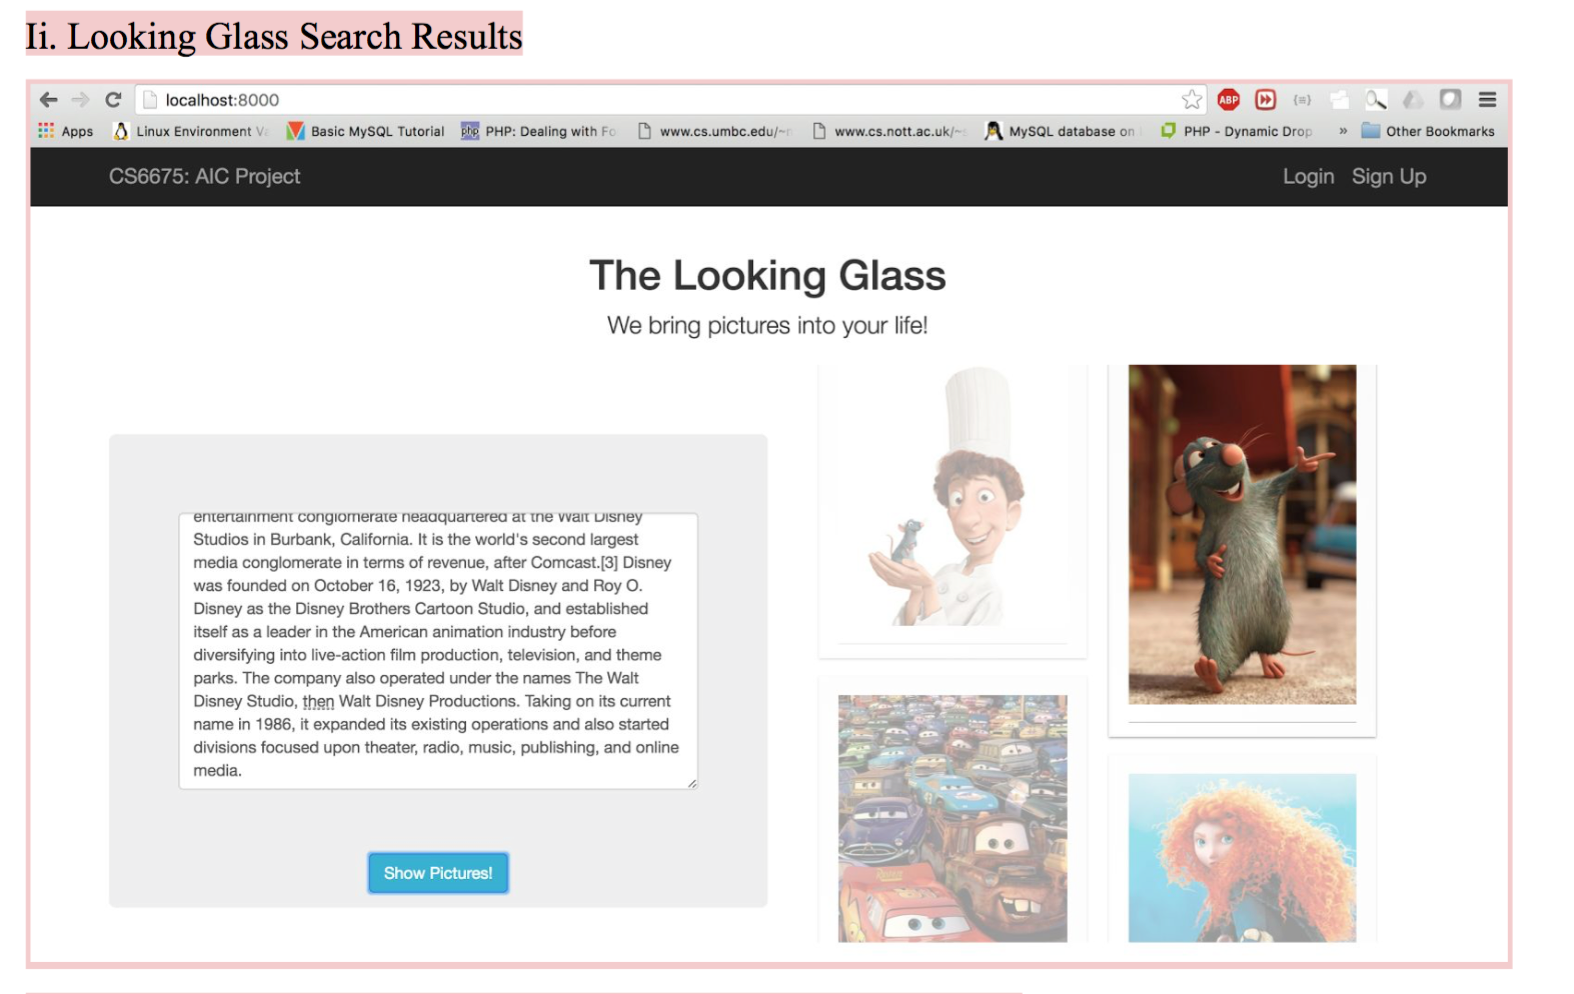 Ii. Looking Glass Search Results
localhost:8000
ABP
Apps Linux Environment Basic MySQL Tutorial php PHP: Dealing with www.cs.umbc.edu/~ www.cs.nott.ac.uk/~ MySQL database on PHP - Dynamic Drop » Other Bookmarks
CS6675: AIC Project Login Sign Up
The Looking Glass
We bring pictures into your life!
entertainment conglomerate headquartered at the Walt Disney
Studios in Burbank, California. It is the world's second largest
media conglomerate in terms of revenue, after Comcast.[3] Disney
was founded on October 16, 1923, by Walt Disney and Roy O.
Disney as the Disney Brothers Cartoon Studio, and established
itself as a leader in the American animation industry before
diversifying into live-action film production, television, and theme
parks. The company also operated under the names The Walt
Disney Studio, then Walt Disney Productions. Taking on its current
name in 1986, it expanded its existing operations and also started
divisions focused upon theater, radio, music, publishing, and online
media.
Show Pictures!